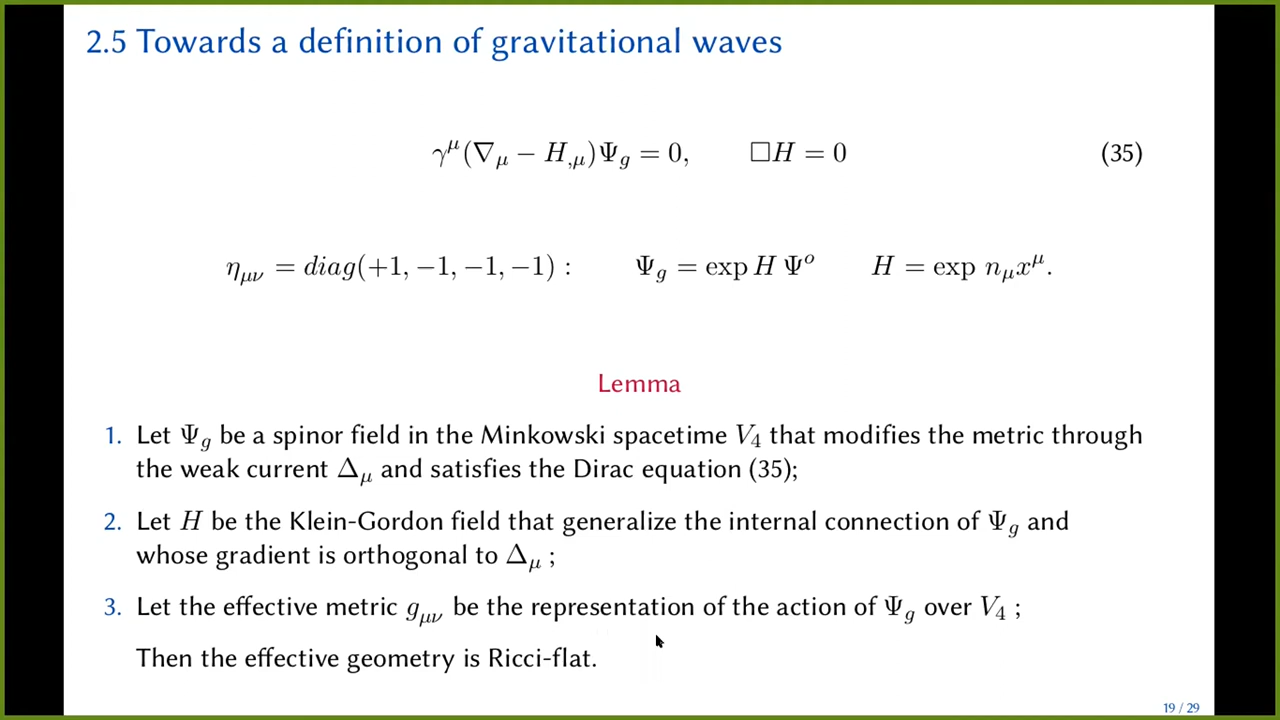 2.5 Towards a definition of gravitational waves
γ^μ(∇_μ − H_{,μ})Ψ_g = 0, □H = 0 (35)
η_{μν} = diag(+1, −1, −1, −1) : Ψ_g = exp H Ψ^o H = exp n_μx^μ.
Lemma
1. Let Ψ_g be a spinor field in the Minkowski spacetime V_4 that modifies the metric through
the weak current Δ_μ and satisfies the Dirac equation (35);
2. Let H be the Klein-Gordon field that generalize the internal connection of Ψ_g and
whose gradient is orthogonal to Δ_μ ;
3. Let the effective metric g_{μν} be the representation of the action of Ψ_g over V_4 ;
Then the effective geometry is Ricci-flat.
19 / 29